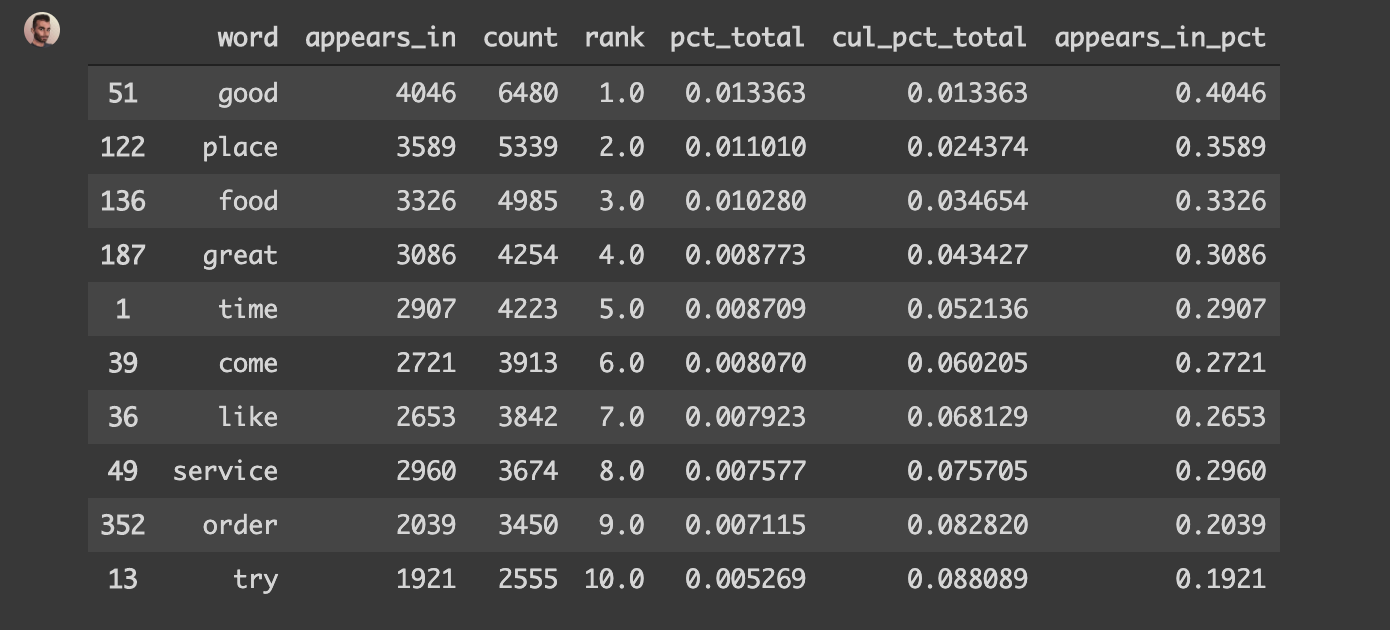 word appears_in count rank pct_total cul_pct_total appears_in_pct
51 good 4046 6480 1.0 0.013363 0.013363 0.4046
122 place 3589 5339 2.0 0.011010 0.024374 0.3589
136 food 3326 4985 3.0 0.010280 0.034654 0.3326
187 great 3086 4254 4.0 0.008773 0.043427 0.3086
1 time 2907 4223 5.0 0.008709 0.052136 0.2907
39 come 2721 3913 6.0 0.008070 0.060205 0.2721
36 like 2653 3842 7.0 0.007923 0.068129 0.2653
49 service 2960 3674 8.0 0.007577 0.075705 0.2960
352 order 2039 3450 9.0 0.007115 0.082820 0.2039
13 try 1921 2555 10.0 0.005269 0.088089 0.1921